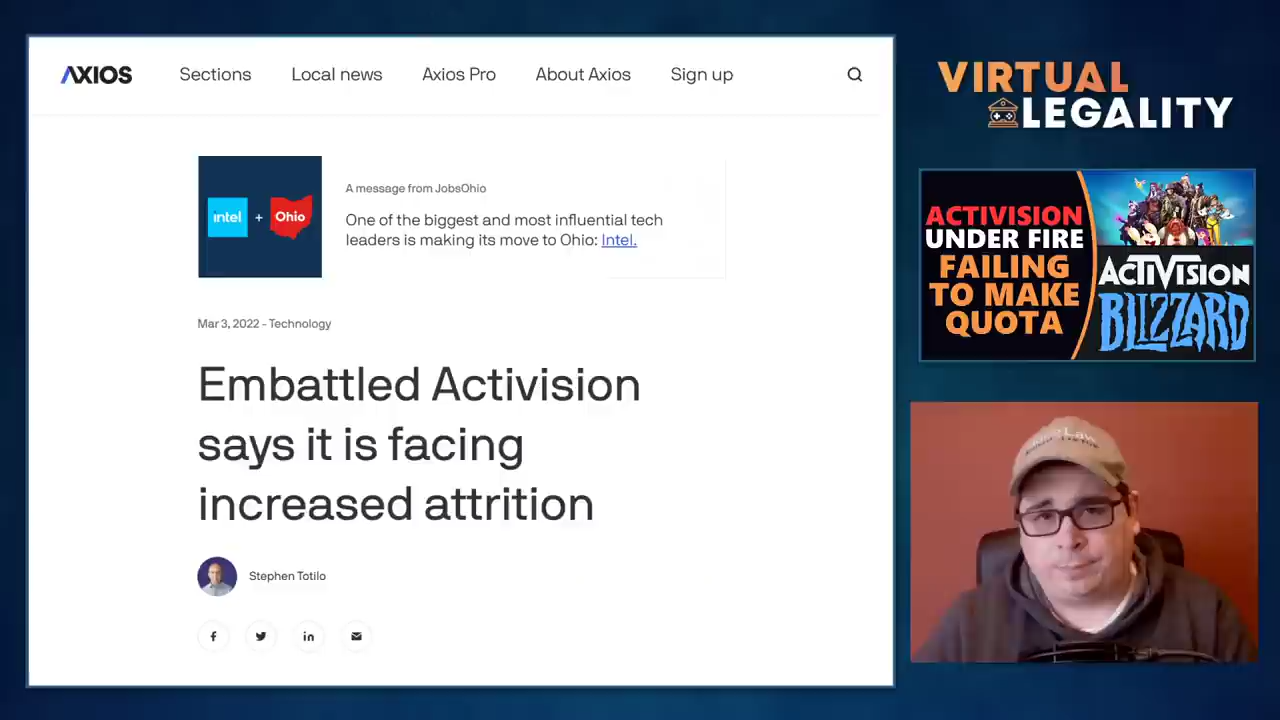 AXIOS
Sections
Local news
Axios Pro
About Axios
Sign up
intel + Ohio
A message from JobsOhio
One of the biggest and most influential tech
leaders is making its move to Ohio: Intel.
Mar 3, 2022 - Technology
Embattled Activision
says it is facing
increased attrition
Stephen Totilo
VIRTUAL
LEGALITY
ACTIVISION
UNDER FIRE
FAILING
TO MAKE
QUOTA
ACTIVISION
BLIZZARD